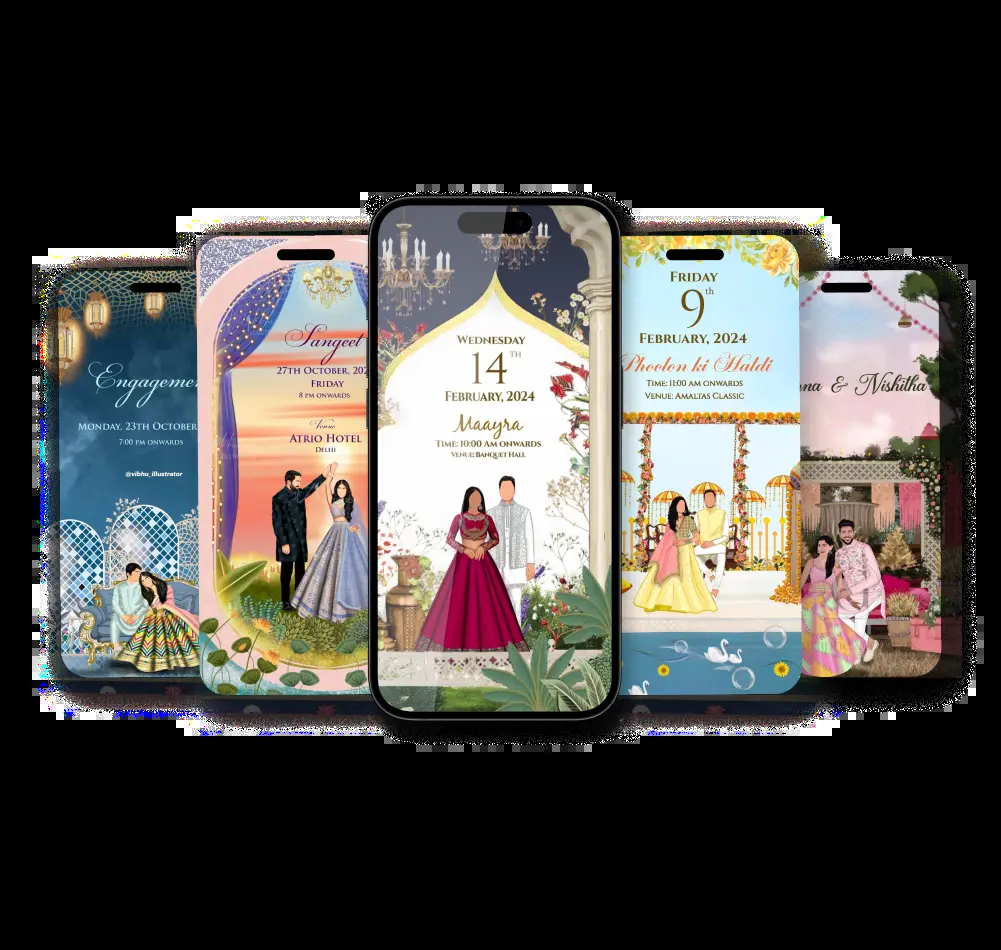 Engagemen
Monday, 23th October
7:00 pm onwards
@vibhu_illustrator
Sangeet
27th October, 202
Friday
8 pm onwards
Venue
Atrio Hotel
Delhi
Wednesday
14th
February, 2024
Maayra
Time: 10:00 Am onwards
Venue: Banquet Hall
Friday
9th
February, 2024
Phoolon ki Haldi
Time: 11:00 am onwards
Venue: Amaltas Classic
na & Nishitha